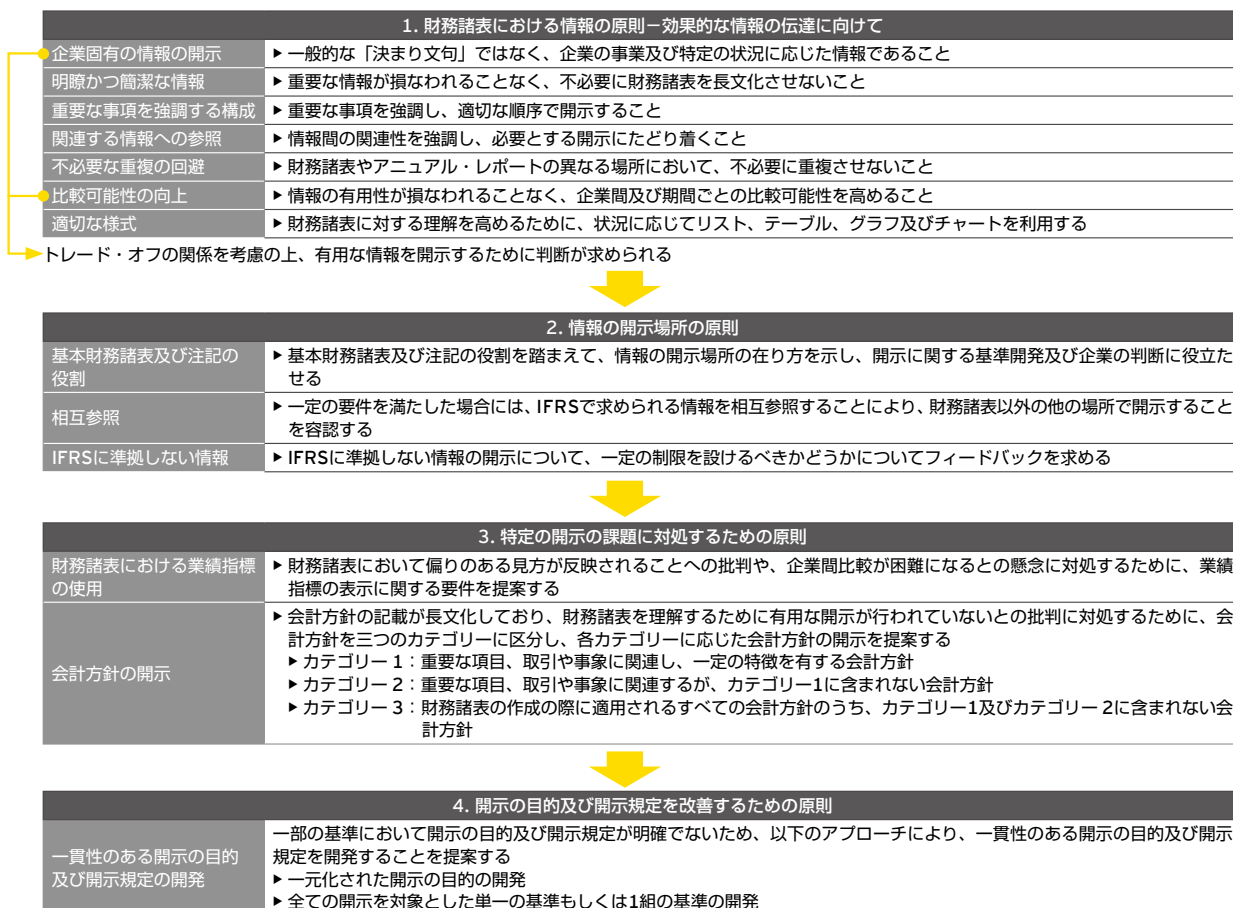 1. 財務諸表における情報の原則－効果的な情報の伝達に向けて
企業固有の情報の開示
▶ 一般的な「決まり文句」ではなく、企業の事業及び特定の状況に応じた情報であること
明瞭かつ簡潔な情報
▶ 重要な情報が損なわれることなく、不必要に財務諸表を長文化させないこと
重要な事項を強調する構成
▶ 重要な事項を強調し、適切な順序で開示すること
関連する情報への参照
▶ 情報間の関連性を強調し、必要とする開示にたどり着くこと
不必要な重複の回避
▶ 財務諸表やアニュアル・レポートの異なる場所において、不必要に重複させないこと
比較可能性の向上
▶ 情報の有用性が損なわれることなく、企業間及び期間ごとの比較可能性を高めること
適切な様式
▶ 財務諸表に対する理解を高めるために、状況に応じてリスト、テーブル、グラフ及びチャートを利用する
トレード・オフの関係を考慮の上、有用な情報を開示するために判断が求められる
2. 情報の開示場所の原則
基本財務諸表及び注記の
役割
▶ 基本財務諸表及び注記の役割を踏まえて、情報の開示場所の在り方を示し、開示に関する基準開発及び企業の判断に役立た
せる
相互参照
▶ 一定の要件を満たした場合には、IFRSで求められる情報を相互参照することにより、財務諸表以外の他の場所で開示すること
を容認する
IFRSに準拠しない情報
▶ IFRSに準拠しない情報の開示について、一定の制限を設けるべきかどうかについてフィードバックを求める
3. 特定の開示の課題に対処するための原則
財務諸表における業績指標
の使用
▶ 財務諸表において偏りのある見方が反映されることへの批判や、企業間比較が困難になるとの懸念に対処するために、業績
指標の表示に関する要件を提案する
会計方針の開示
▶ 会計方針の記載が長文化しており、財務諸表を理解するために有用な開示が行われていないとの批判に対処するために、会
計方針を三つのカテゴリーに区分し、各カテゴリーに応じた会計方針の開示を提案する
▶ カテゴリー 1：重要な項目、取引や事象に関連し、一定の特徴を有する会計方針
▶ カテゴリー 2：重要な項目、取引や事象に関連するが、カテゴリー1に含まれない会計方針
▶ カテゴリー 3：財務諸表の作成の際に適用されるすべての会計方針のうち、カテゴリー1及びカテゴリー 2に含まれない会
計方針
4. 開示の目的及び開示規定を改善するための原則
一貫性のある開示の目的
及び開示規定の開発
一部の基準において開示の目的及び開示規定が明確でないため、以下のアプローチにより、一貫性のある開示の目的及び開示
規定を開発することを提案する
▶ 一元化された開示の目的の開発
▶ 全ての開示を対象とした単一の基準もしくは1組の基準の開発